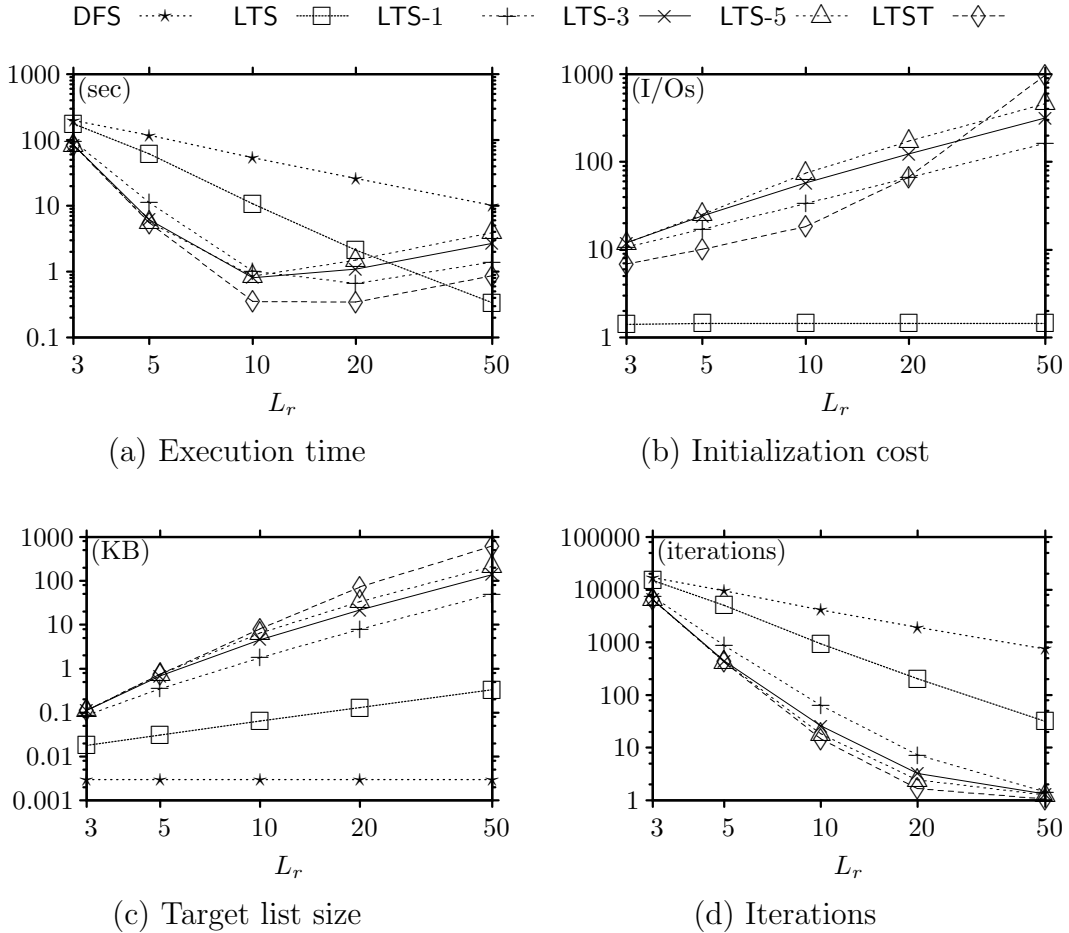 DFS LTS LTS-1 LTS-3 LTS-5 LTST
1000
100
10
1
0.1
(sec)
3 5 10 20 50
L_r
(a) Execution time
1000
100
10
1
(I/Os)
3 5 10 20 50
L_r
(b) Initialization cost
1000
100
10
1
0.1
0.01
0.001
(KB)
3 5 10 20 50
L_r
(c) Target list size
100000
10000
1000
100
10
1
(iterations)
3 5 10 20 50
L_r
(d) Iterations